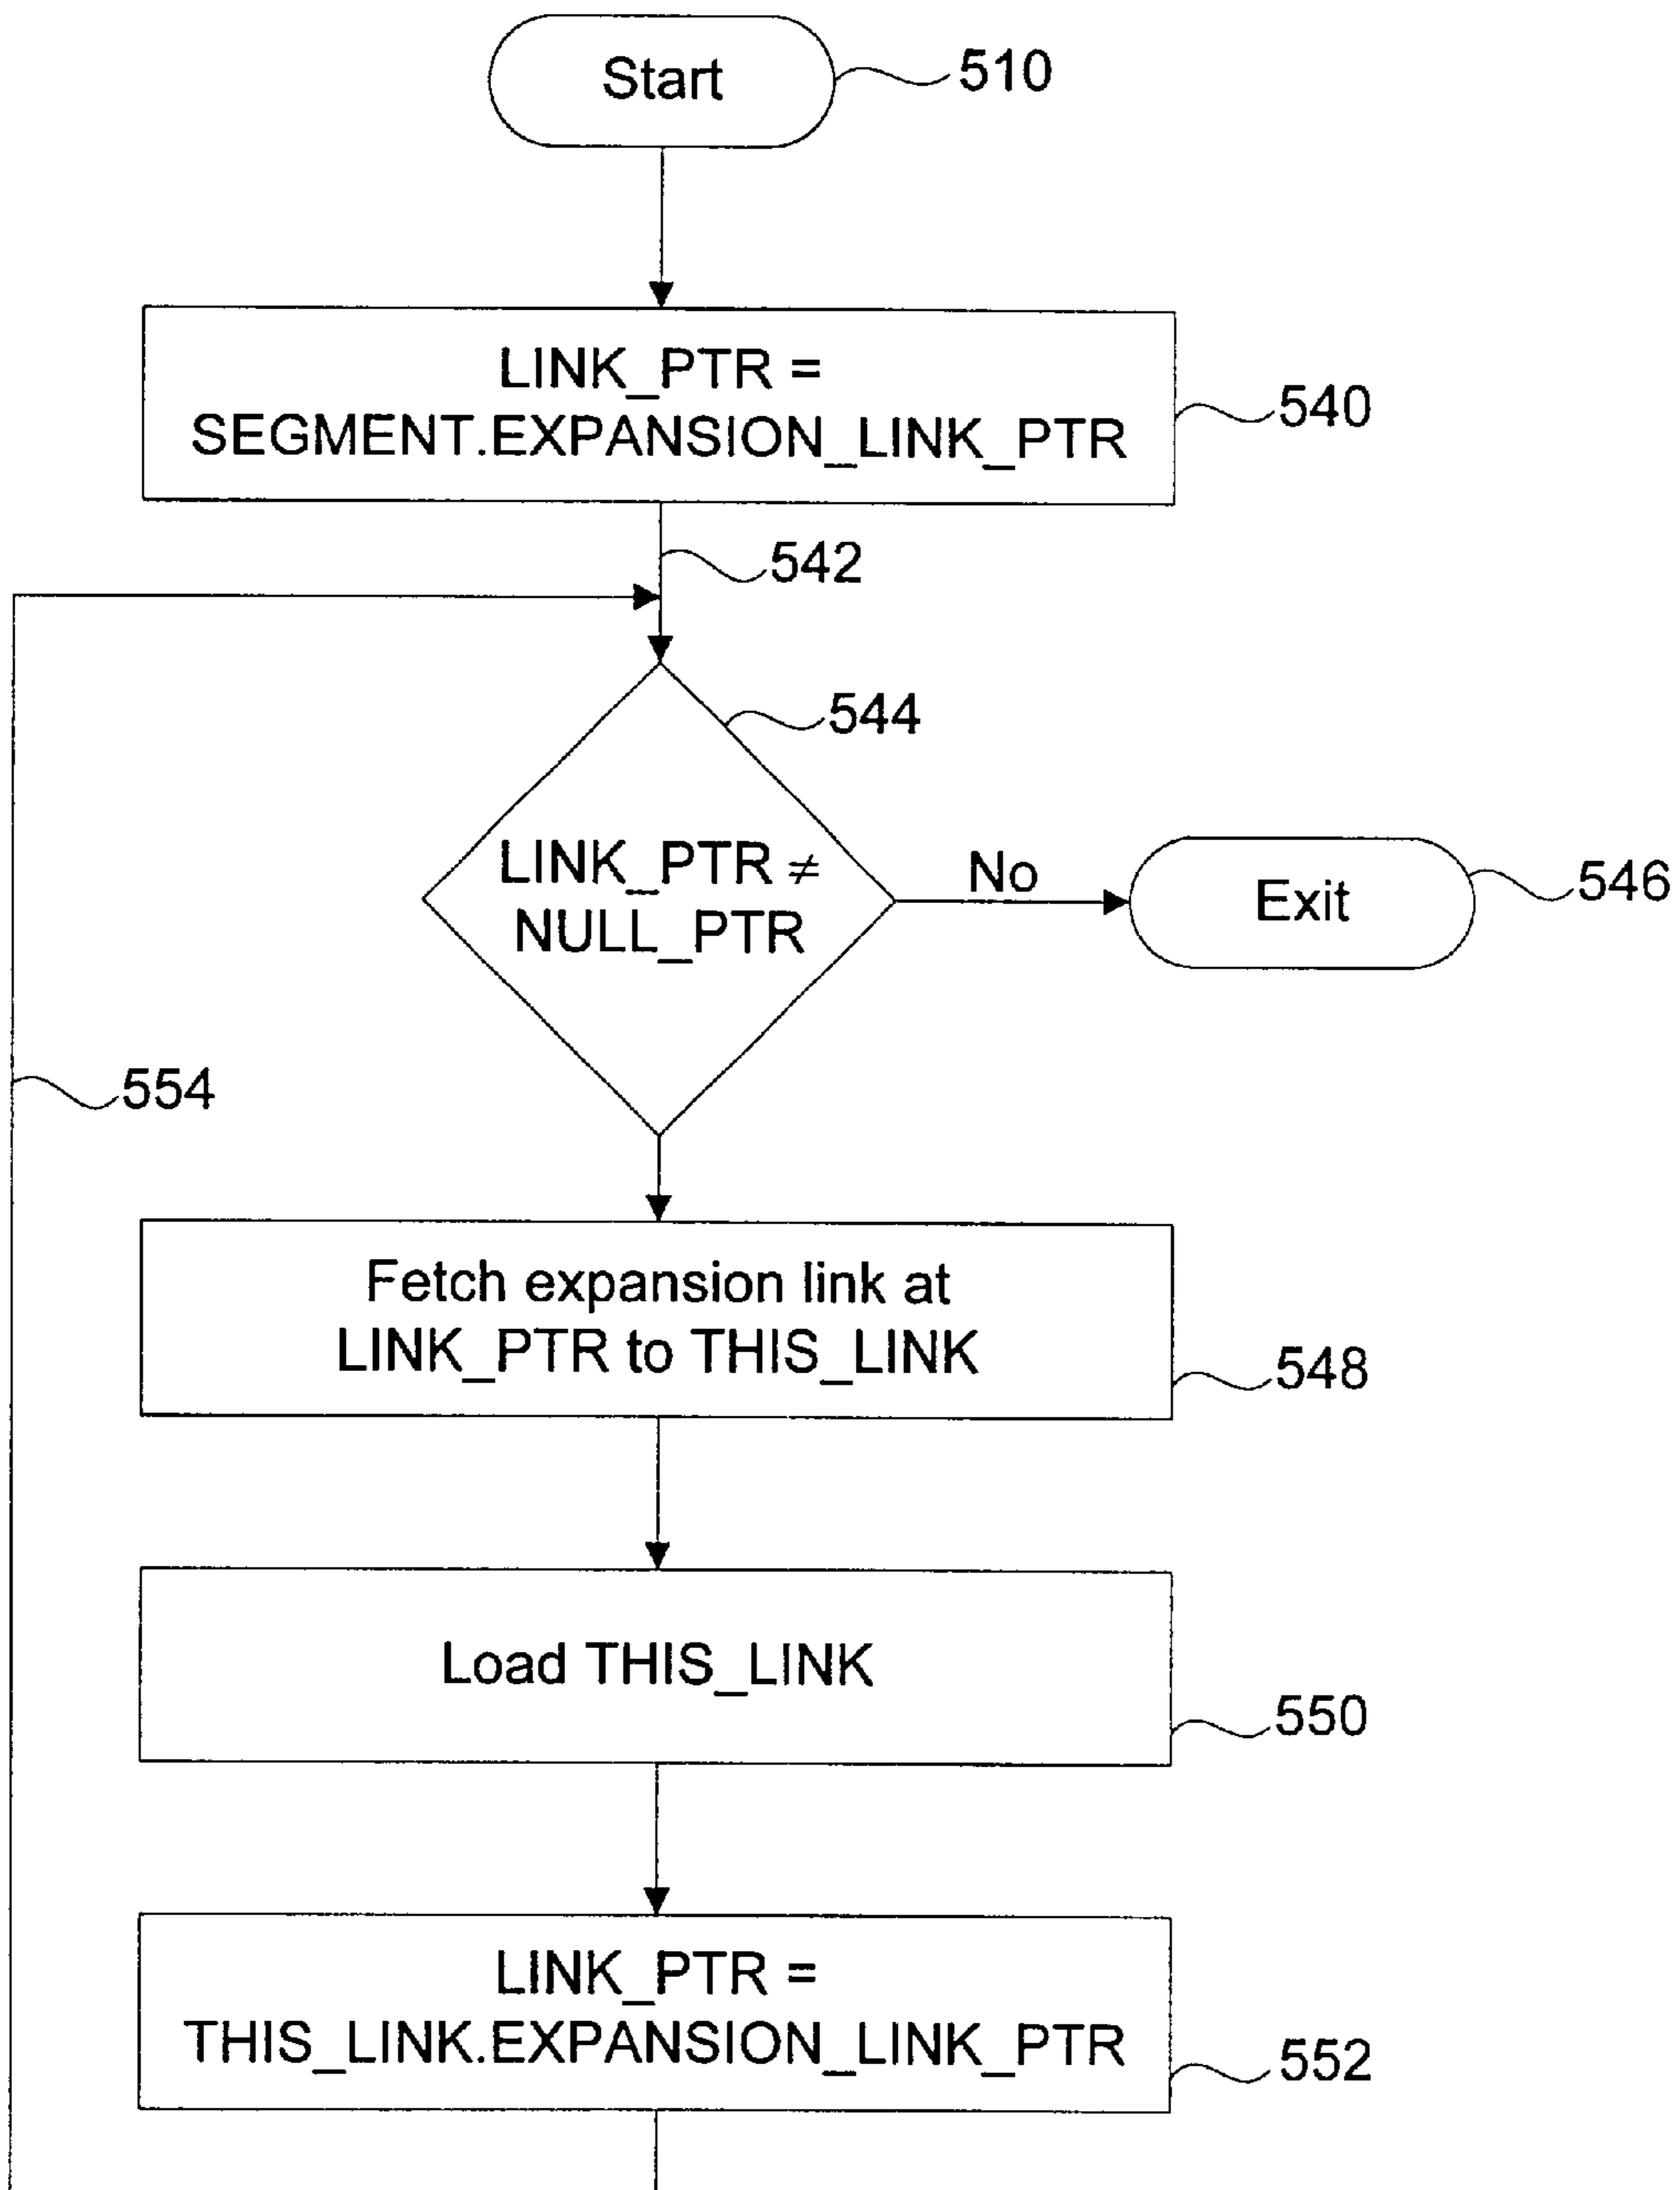 Start
510
LINK_PTR =
SEGMENT.EXPANSION_LINK_PTR
540
542
544
LINK_PTR ≠
NULL_PTR
No
Exit
546
554
Fetch expansion link at
LINK_PTR to THIS_LINK
548
Load THIS_LINK
550
LINK_PTR =
THIS_LINK.EXPANSION_LINK_PTR
552